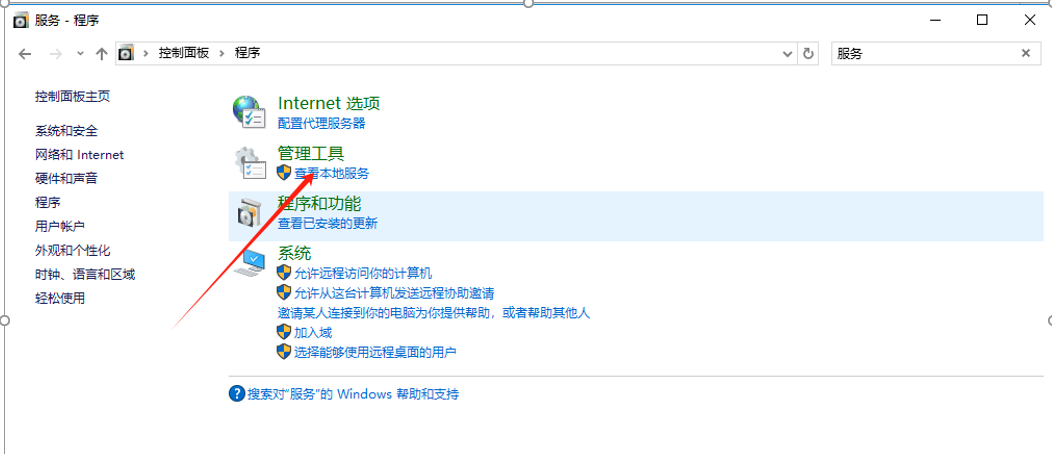 服务 - 程序
控制面板 › 程序
服务
控制面板主页
系统和安全
网络和 Internet
硬件和声音
程序
用户帐户
外观和个性化
时钟、语言和区域
轻松使用
Internet 选项
配置代理服务器
管理工具
查看本地服务
程序和功能
查看已安装的更新
系统
允许远程访问你的计算机
允许从这台计算机发送远程协助邀请
邀请某人连接到你的电脑为你提供帮助，或者帮助其他人
加入域
选择能够使用远程桌面的用户
搜索对"服务"的 Windows 帮助和支持